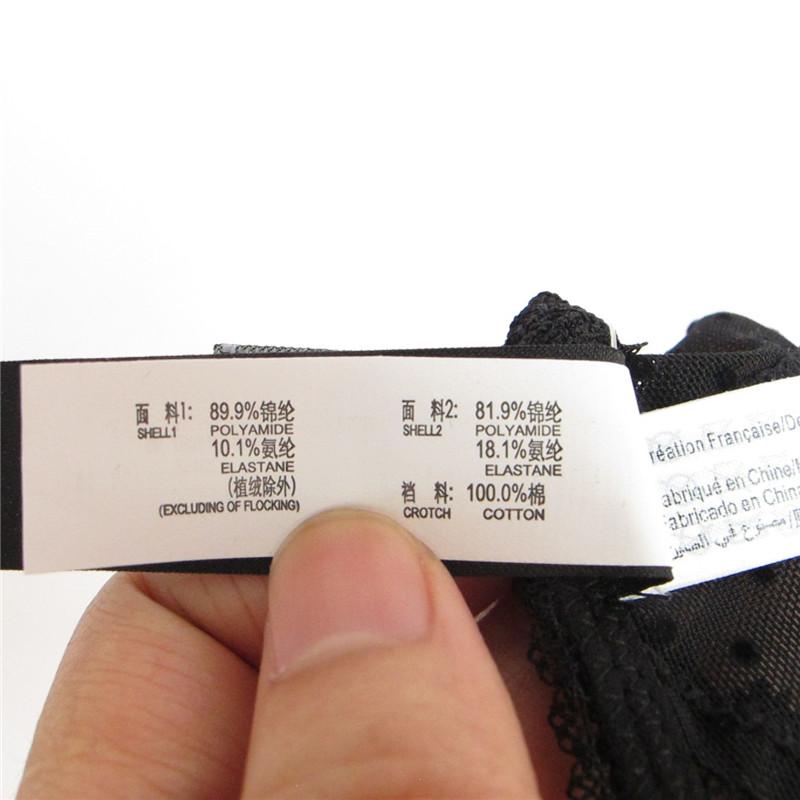 面 料1: 89.9%锦纶
SHELL1 POLYAMIDE
10.1%氨纶
ELASTANE
(植绒除外)
(EXCLUDING OF FLOCKING)
面 料2: 81.9%锦纶
SHELL2 POLYAMIDE
18.1%氨纶
ELASTANE
裆 料: 100.0%棉
CROTCH COTTON
réation Française/De
abriqué en Chine/
abricado en China